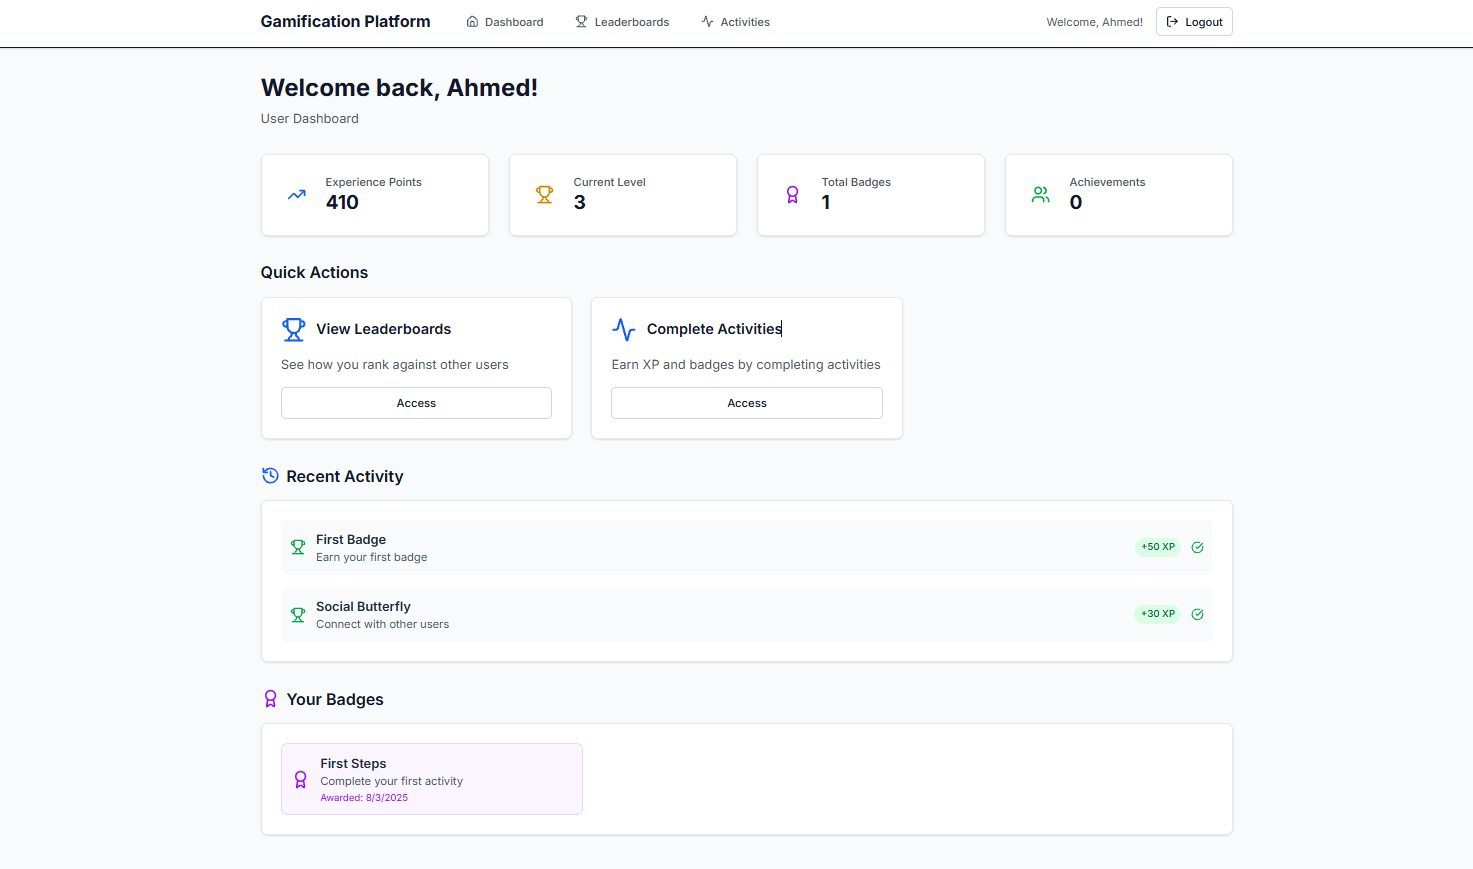 Gamification Platform Dashboard Leaderboards Activities Welcome, Ahmed! Logout
Welcome back, Ahmed!
User Dashboard
Experience Points
410
Current Level
3
Total Badges
1
Achievements
0
Quick Actions
View Leaderboards
See how you rank against other users
Access
Complete Activities
Earn XP and badges by completing activities
Access
Recent Activity
First Badge
Earn your first badge
+50 XP
Social Butterfly
Connect with other users
+30 XP
Your Badges
First Steps
Complete your first activity
Awarded: 8/3/2025